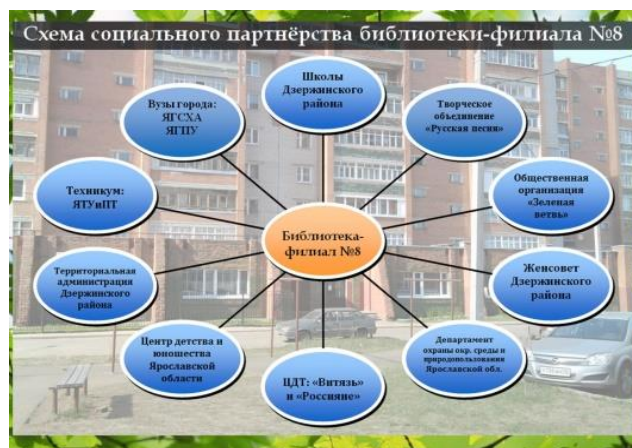 Схема социального партнёрства библиотеки-филиала №8
Школы
Дзержинского
района
Творческое
объединение
«Русская песня»
Общественная
организация
«Зеленая
ветвь»
Женсовет
Дзержинского
района
Департамент
охраны окр. среды и
природопользования
Ярославской обл.
ЦДТ: «Витязь»
и «Россияне»
Центр детства и
юношества
Ярославской
области
Территориальная
администрация
Дзержинского
района
Техникум:
ЯТУиПТ
Вузы города:
ЯГСХА
ЯГПУ
Библиотека-
филиал №8